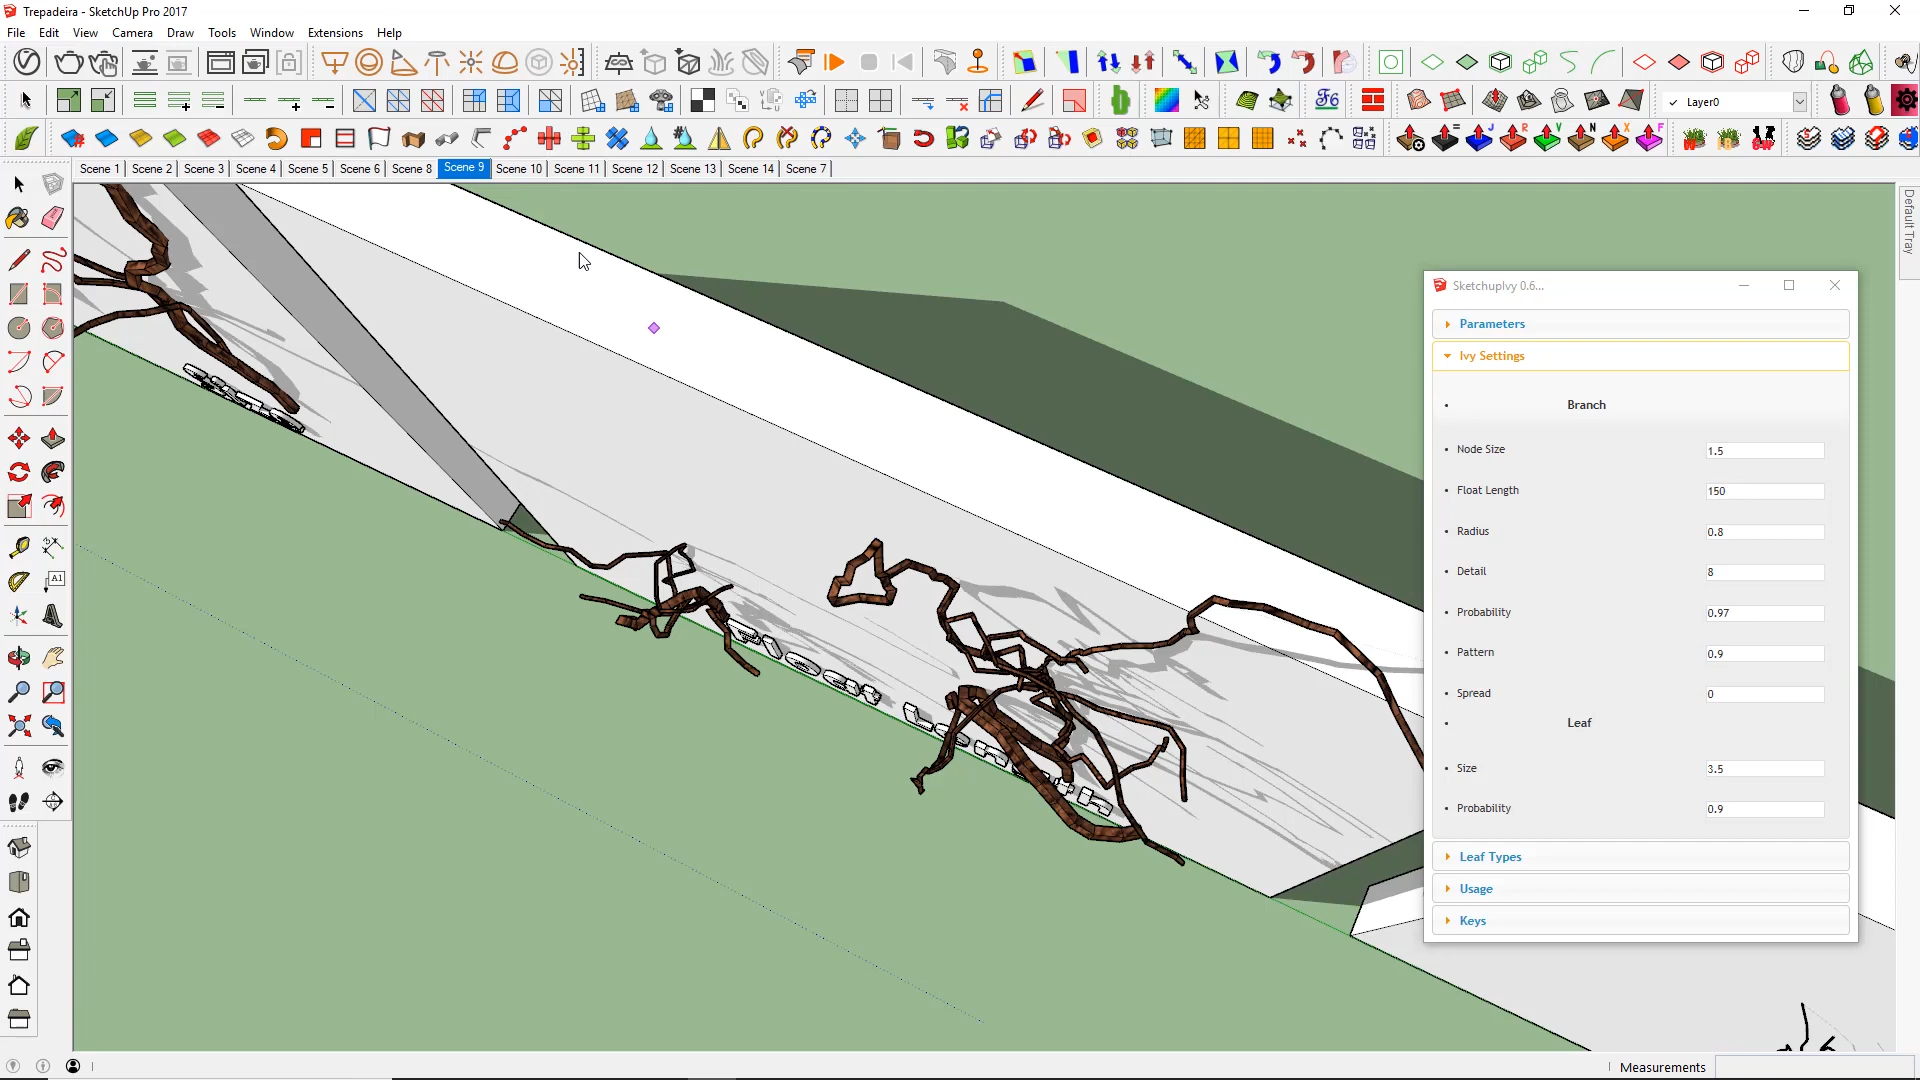 Trepadeira - SketchUp Pro 2017
File Edit View Camera Draw Tools Window Extensions Help
Layer0
Scene 1 Scene 2 Scene 3 Scene 4 Scene 5 Scene 6 Scene 8 Scene 9 Scene 10 Scene 11 Scene 12 Scene 13 Scene 14 Scene 7
Default Tray
SketchupIvy 0.6...
Parameters
Ivy Settings
Branch
Node Size 1.5
Float Length 150
Radius 0.8
Detail 8
Probability 0.97
Pattern 0.9
Spread 0
Leaf
Size 3.5
Probability 0.9
Leaf Types
Usage
Keys
A1
Measurements